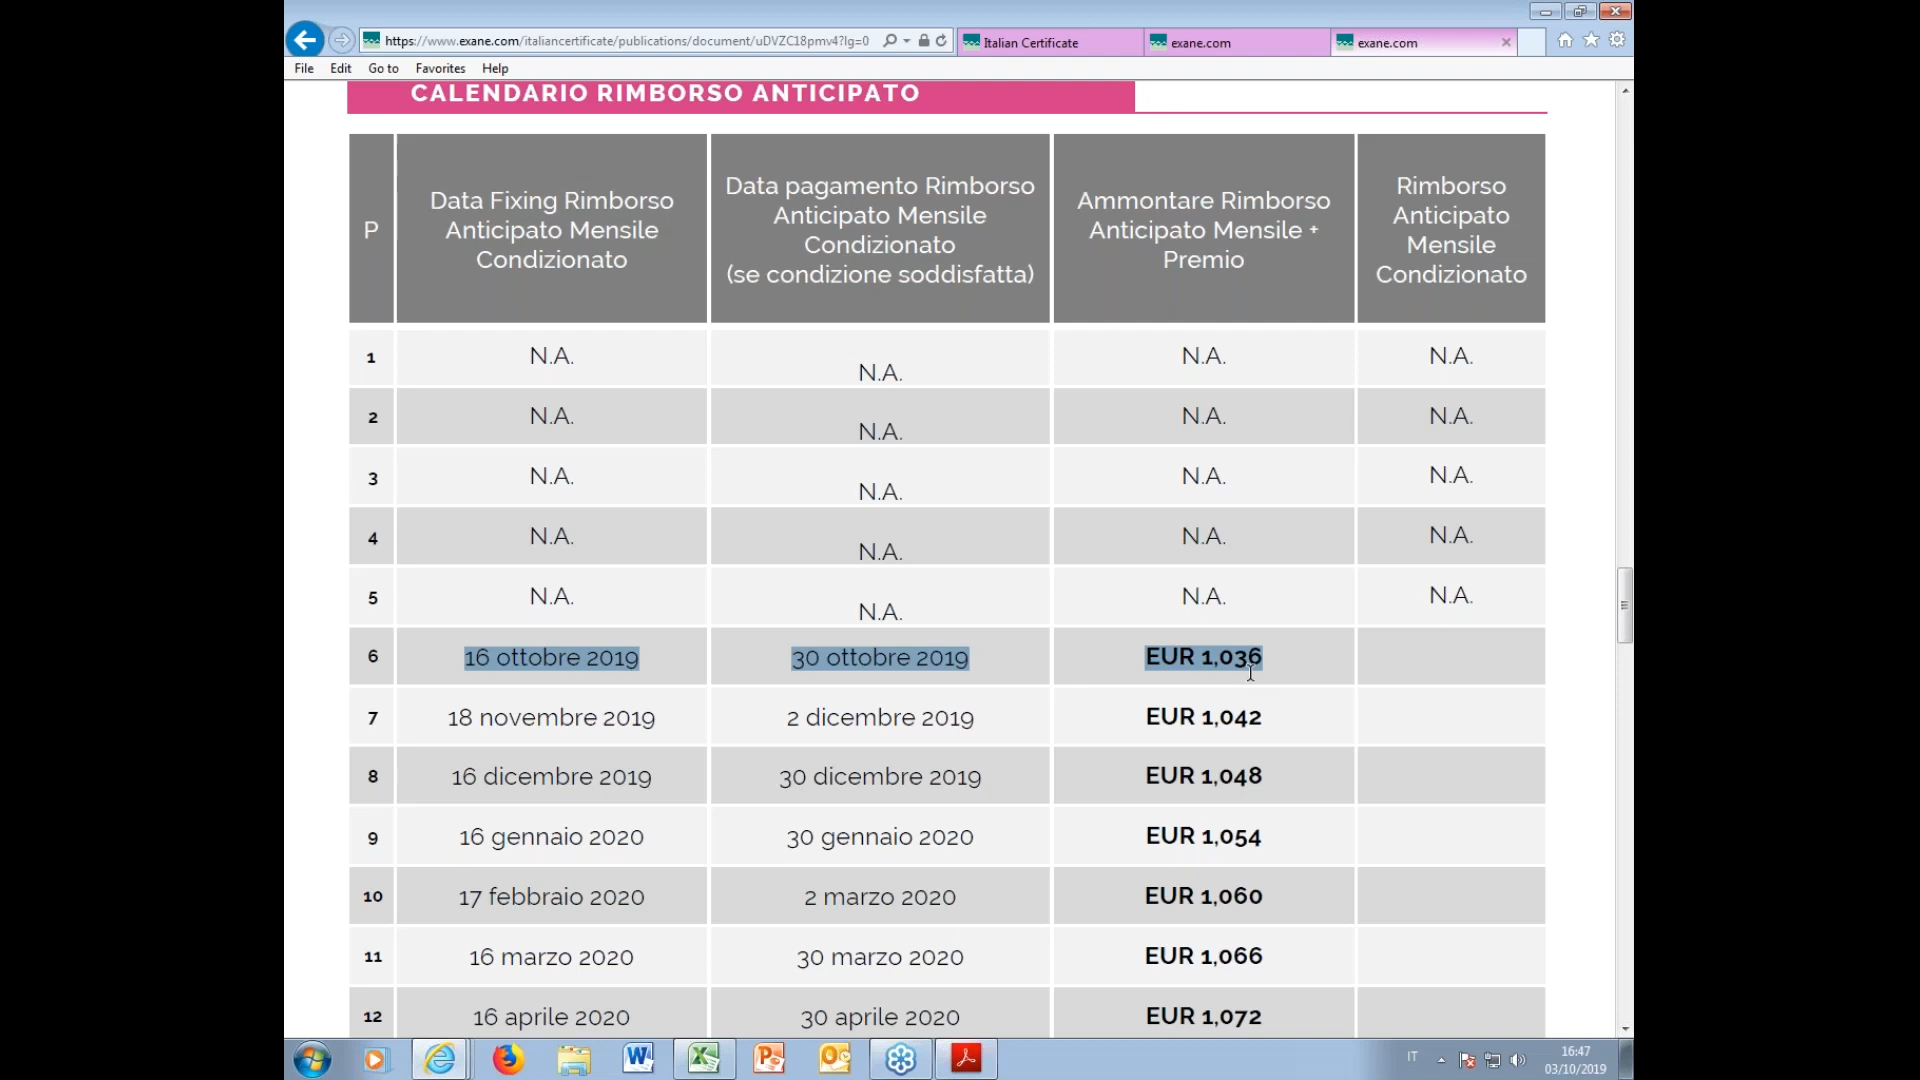 https://www.exane.com/italiancertificate/publications/document/uDVZC18pmv4?lg=0
Italian Certificate
exane.com
exane.com
File Edit Go to Favorites Help
CALENDARIO RIMBORSO ANTICIPATO
P
Data Fixing Rimborso
Anticipato Mensile
Condizionato
Data pagamento Rimborso
Anticipato Mensile
Condizionato
(se condizione soddisfatta)
Ammontare Rimborso
Anticipato Mensile +
Premio
Rimborso
Anticipato
Mensile
Condizionato
1 N.A. N.A. N.A. N.A.
2 N.A. N.A. N.A. N.A.
3 N.A. N.A. N.A. N.A.
4 N.A. N.A. N.A. N.A.
5 N.A. N.A. N.A. N.A.
6 16 ottobre 2019 30 ottobre 2019 EUR 1,036
7 18 novembre 2019 2 dicembre 2019 EUR 1,042
8 16 dicembre 2019 30 dicembre 2019 EUR 1,048
9 16 gennaio 2020 30 gennaio 2020 EUR 1,054
10 17 febbraio 2020 2 marzo 2020 EUR 1,060
11 16 marzo 2020 30 marzo 2020 EUR 1,066
12 16 aprile 2020 30 aprile 2020 EUR 1,072
IT
16:47
03/10/2019